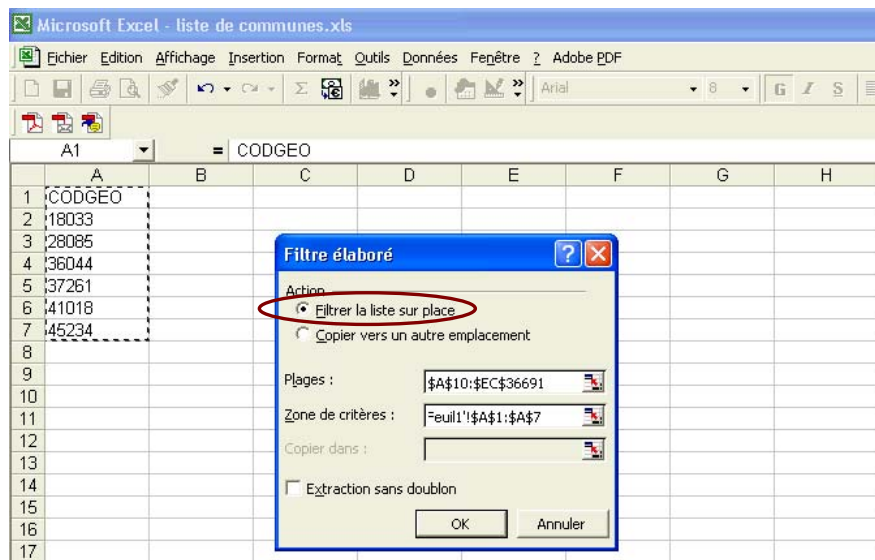 Microsoft Excel - liste de communes.xls
Fichier Edition Affichage Insertion Format Outils Données Fenêtre ? Adobe PDF
Arial 8 G I S
A1 = CODGEO
A B C D E F G H
1 CODGEO
2 18033
3 28085
4 36044
5 37261
6 41018
7 45234
8
9
10
11
12
13
14
15
16
17
Filtre élaboré
Action
Filtrer la liste sur place
Copier vers un autre emplacement
Plages : $A$10:$EC$36691
Zone de critères : Feuil1'!$A$1:$A$7
Copier dans :
Extraction sans doublon
OK Annuler